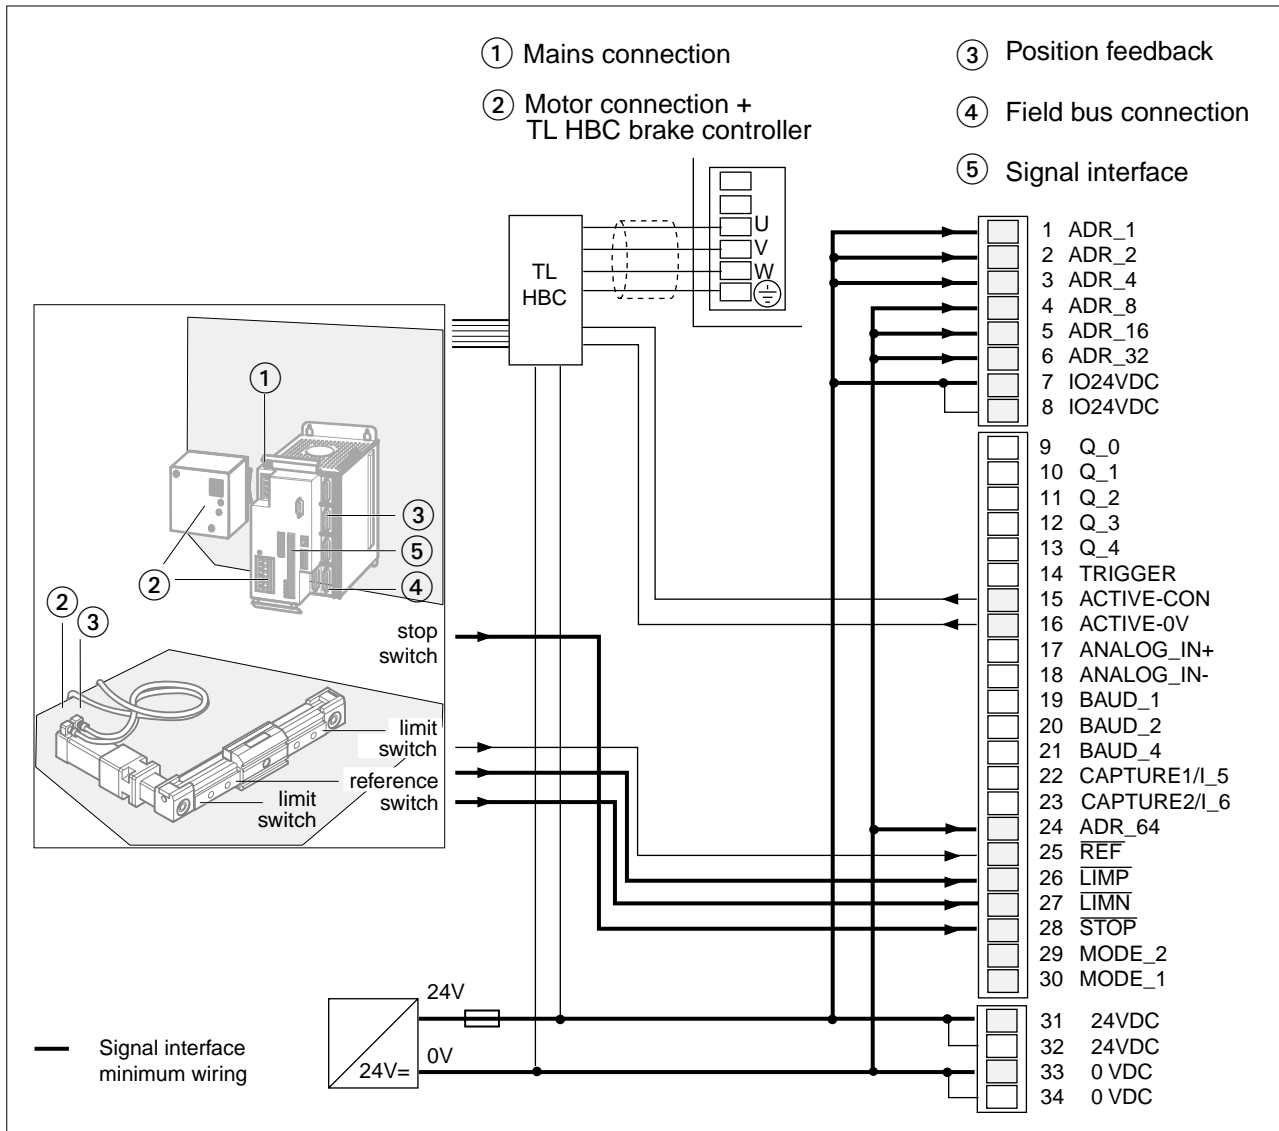 ① Mains connection
② Motor connection +
TL HBC brake controller
③ Position feedback
④ Field bus connection
⑤ Signal interface
U
V
W
TL
HBC
1 ADR_1
2 ADR_2
3 ADR_4
4 ADR_8
5 ADR_16
6 ADR_32
7 IO24VDC
8 IO24VDC
9 Q_0
10 Q_1
11 Q_2
12 Q_3
13 Q_4
14 TRIGGER
15 ACTIVE-CON
16 ACTIVE-0V
17 ANALOG_IN+
18 ANALOG_IN-
19 BAUD_1
20 BAUD_2
21 BAUD_4
22 CAPTURE1/I_5
23 CAPTURE2/I_6
24 ADR_64
25 REF
26 LIMP
27 LIMN
28 STOP
29 MODE_2
30 MODE_1
31 24VDC
32 24VDC
33 0 VDC
34 0 VDC
①
③
⑤
④
②
②
②
③
stop
switch
limit
switch
reference
switch
limit
switch
24V
0V
24V=
Signal interface
minimum wiring